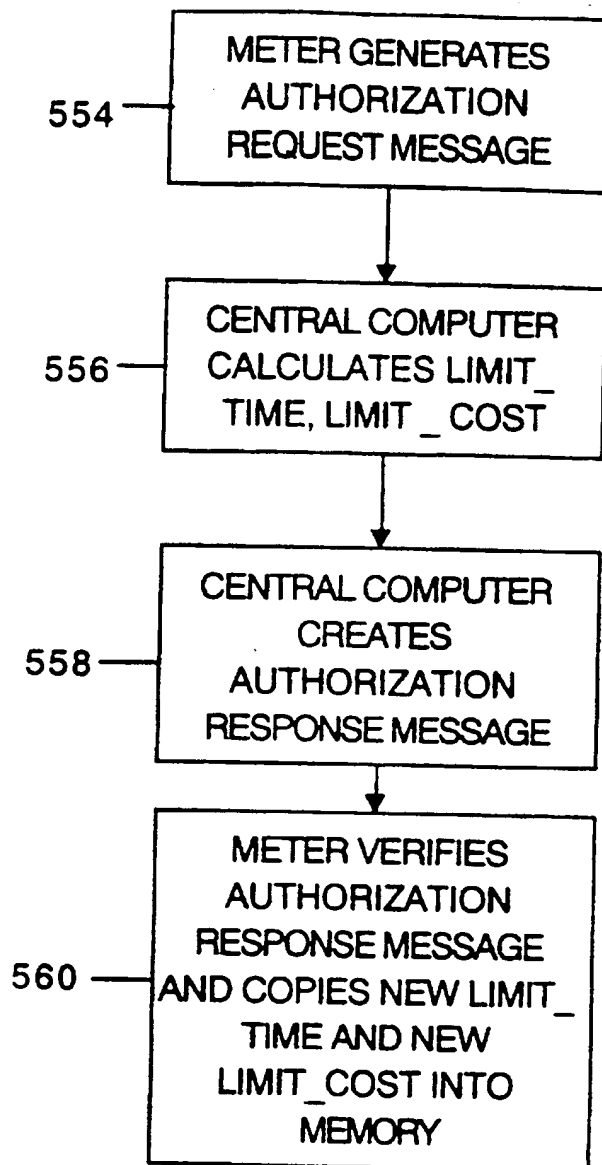 METER GENERATES
AUTHORIZATION
REQUEST MESSAGE
554
CENTRAL COMPUTER
CALCULATES LIMIT_
TIME, LIMIT _ COST
556
CENTRAL COMPUTER
CREATES
AUTHORIZATION
RESPONSE MESSAGE
558
METER VERIFIES
AUTHORIZATION
RESPONSE MESSAGE
AND COPIES NEW LIMIT_
TIME AND NEW
LIMIT_COST INTO
MEMORY
560